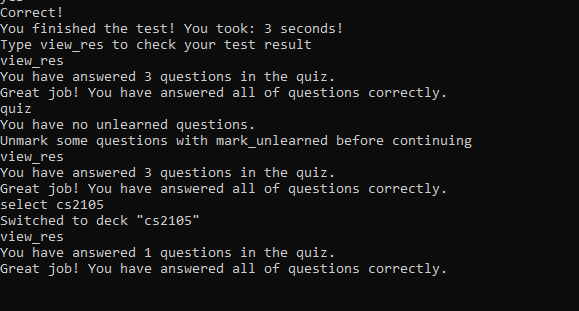 Correct!
You finished the test! You took: 3 seconds!
Type view_res to check your test result
view_res
You have answered 3 questions in the quiz.
Great job! You have answered all of questions correctly.
quiz
You have no unlearned questions.
Unmark some questions with mark_unlearned before continuing
view_res
You have answered 3 questions in the quiz.
Great job! You have answered all of questions correctly.
select cs2105
Switched to deck "cs2105"
view_res
You have answered 1 questions in the quiz.
Great job! You have answered all of questions correctly.